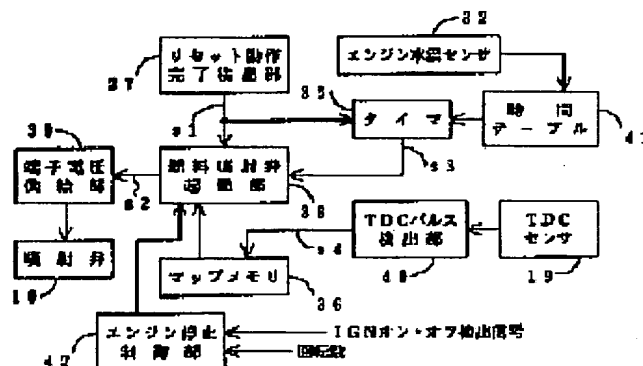 32
リセット動作
完了検出部
エンジン水温センサ
37
33
s1
タイマ
時間
テーブル
41
39
s3
端子電圧
供給部
燃料噴射弁
s2
38
TDCパルス
検出部
TDC
センサ
噴射弁
s4
マップメモリ
40
19
10
36
エンジン停止
制御部
IGNオン・オフ検出信号
回転数
42